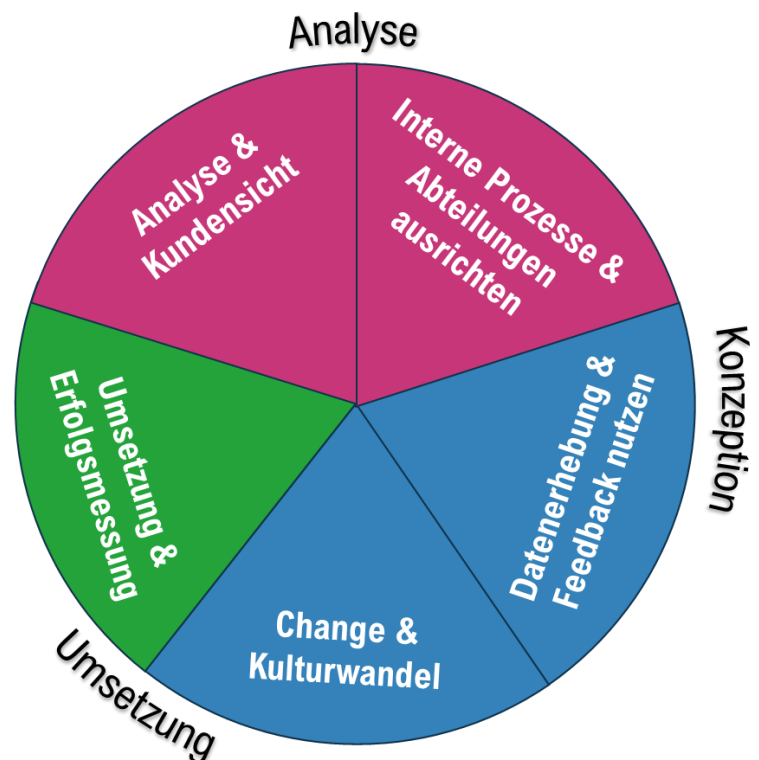 Analyse
Analyse &
Kundensicht
Interne Prozesse &
Abteilungen
ausrichten
Konzeption
Datenerhebung &
Feedback nutzen
Change &
Kulturwandel
Umsetzung &
Erfolgsmessung
Umsetzung